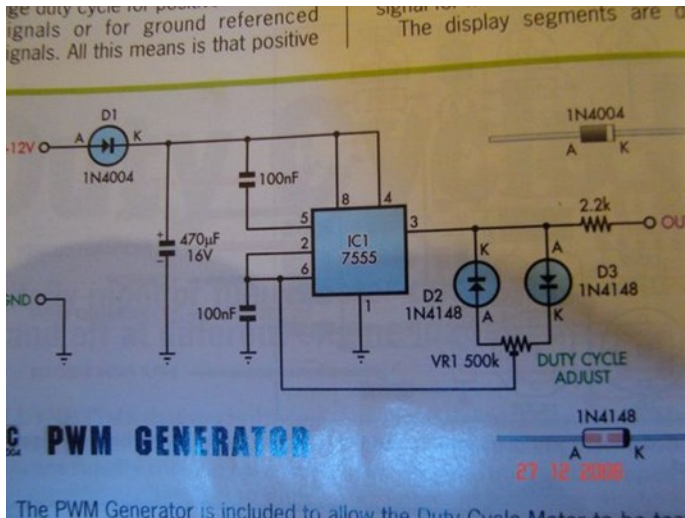 duty cycle for
ignals or for ground referenced
ignals. All this means is that positive
The display segments are
D1
12V
A
K
1N4004
1N4004
A
K
470µF
16V
100nF
100nF
8
4
5
2
6
3
1
IC1
7555
2.2k
K
A
D2
1N4148
A
D3
1N4148
K
GND
VR1 500k
DUTY CYCLE
ADJUST
PWM GENERATOR
1N4148
A
K
27 12 2006
The PWM Generator is included to allow the Duty Cycle Meter to be